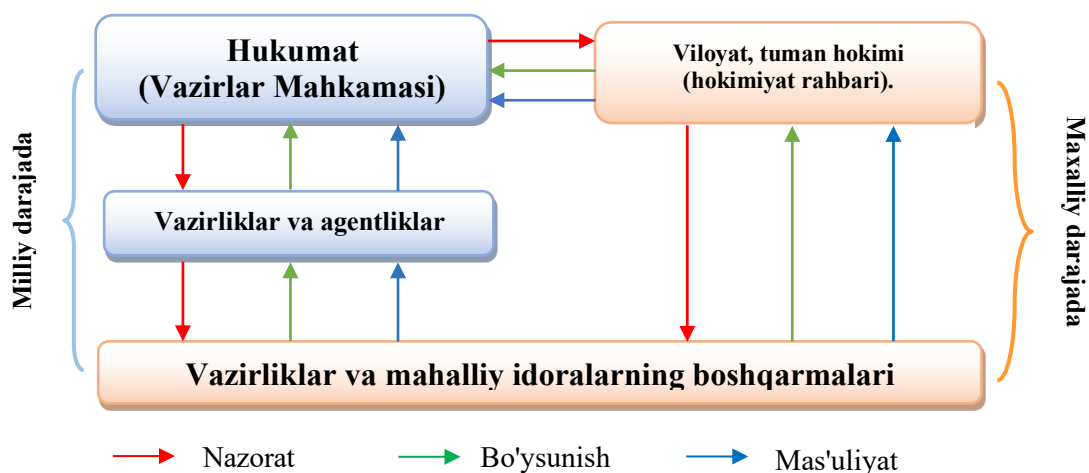 Hukumat
(Vazirlar Mahkamasi)
Viloyat, tuman hokimi
(hokimiyat rahbari).
Milliy darajada
Maxalliy darajada
Vazirliklar va agentliklar
Vazirliklar va mahalliy idoralarning boshqarmalari
Nazorat
Bo'ysunish
Mas'uliyat